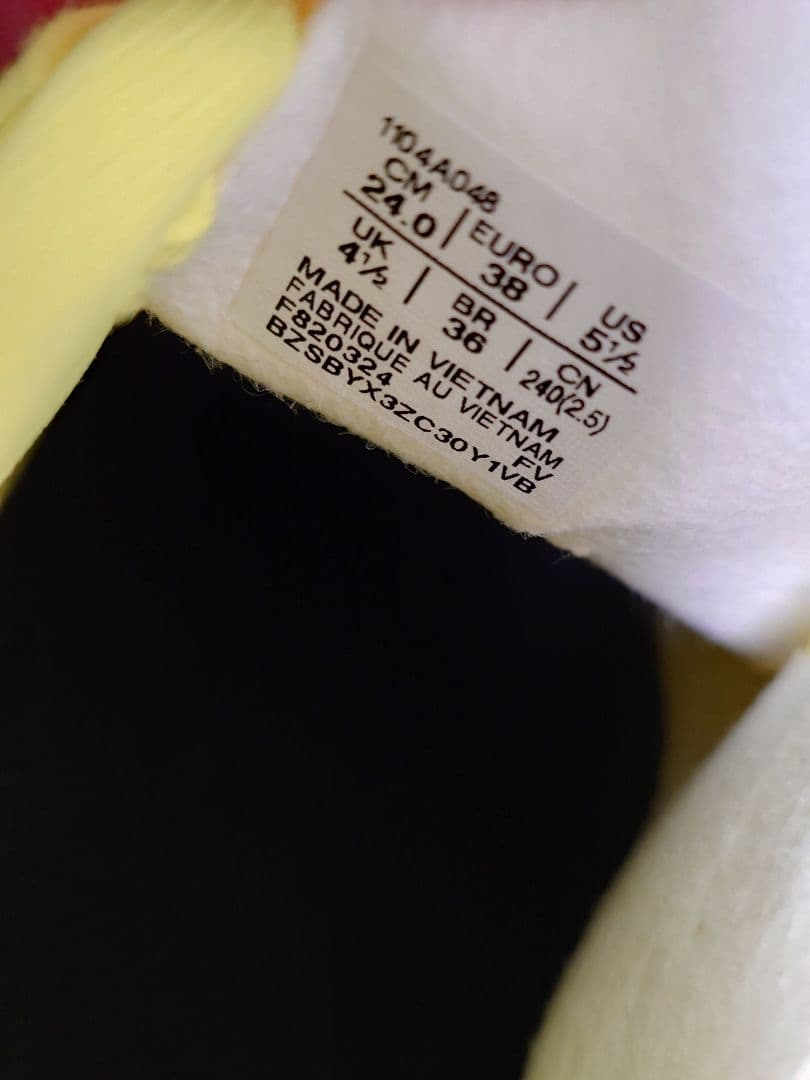 1104A048
CM | EURO | US
24.0 38 5½
UK | BR | CN
4½ 36 240(2.5)
MADE IN VIETNAM
FABRIQUE AU VIETNAM
F820324 FV
BZSBYX3ZC30Y1VB